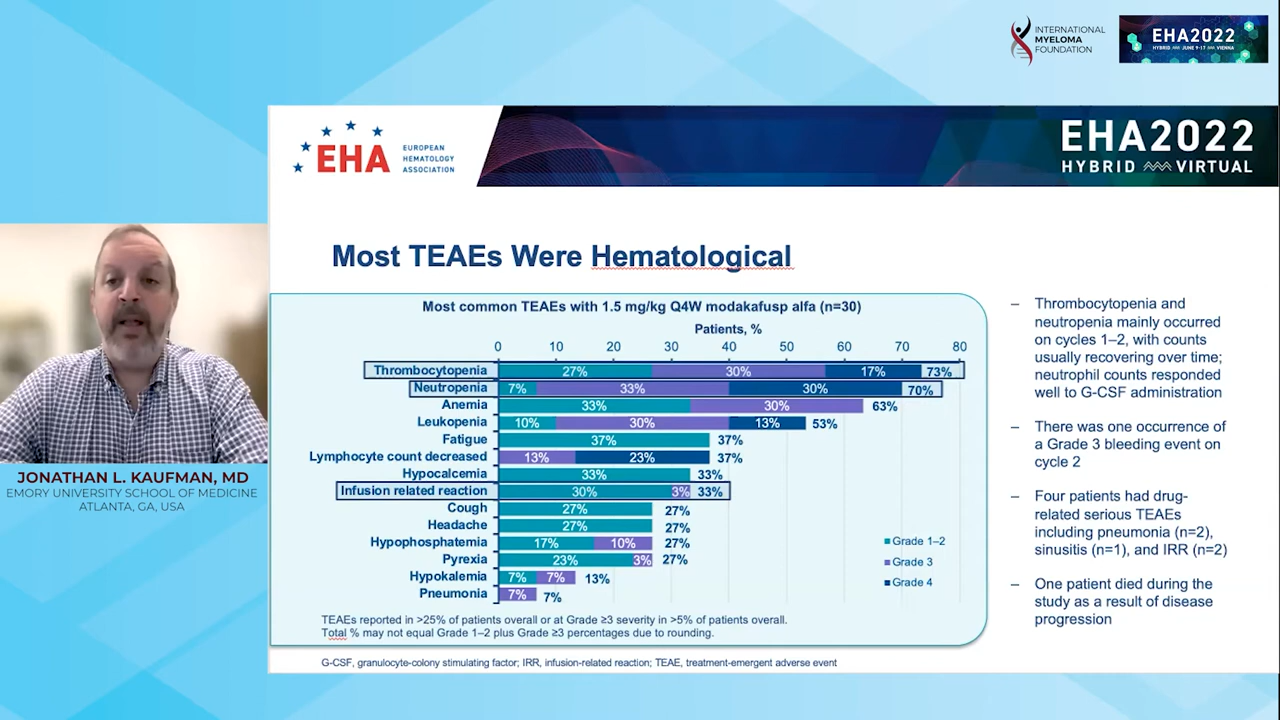 INTERNATIONAL
MYELOMA
FOUNDATION
EHA2022
HYBRID JUNE 9-17 VIENNA
EHA
EUROPEAN
HEMATOLOGY
ASSOCIATION
EHA2022
HYBRID VIRTUAL
Most TEAEs Were Hematological
Most common TEAEs with 1.5 mg/kg Q4W modakafusp alfa (n=30)
Patients, %
0 10 20 30 40 50 60 70 80
Thrombocytopenia 27% 30% 17% 73%
Neutropenia 7% 33% 30% 70%
Anemia 33% 30% 63%
Leukopenia 10% 30% 13% 53%
Fatigue 37% 37%
Lymphocyte count decreased 13% 23% 37%
Hypocalcemia 33% 33%
Infusion related reaction 30% 3% 33%
Cough 27% 27%
Headache 27% 27%
Hypophosphatemia 17% 10% 27%
Pyrexia 23% 3% 27%
Hypokalemia 7% 7% 13%
Pneumonia 7% 7%
Grade 1–2
Grade 3
Grade 4
TEAEs reported in >25% of patients overall or at Grade ≥3 severity in >5% of patients overall.
Total % may not equal Grade 1–2 plus Grade ≥3 percentages due to rounding.
G-CSF, granulocyte-colony stimulating factor; IRR, infusion-related reaction; TEAE, treatment-emergent adverse event
– Thrombocytopenia and
neutropenia mainly occurred
on cycles 1–2, with counts
usually recovering over time;
neutrophil counts responded
well to G-CSF administration
– There was one occurrence of
a Grade 3 bleeding event on
cycle 2
– Four patients had drug-
related serious TEAEs
including pneumonia (n=2),
sinusitis (n=1), and IRR (n=2)
– One patient died during the
study as a result of disease
progression
JONATHAN L. KAUFMAN, MD
EMORY UNIVERSITY SCHOOL OF MEDICINE
ATLANTA, GA, USA